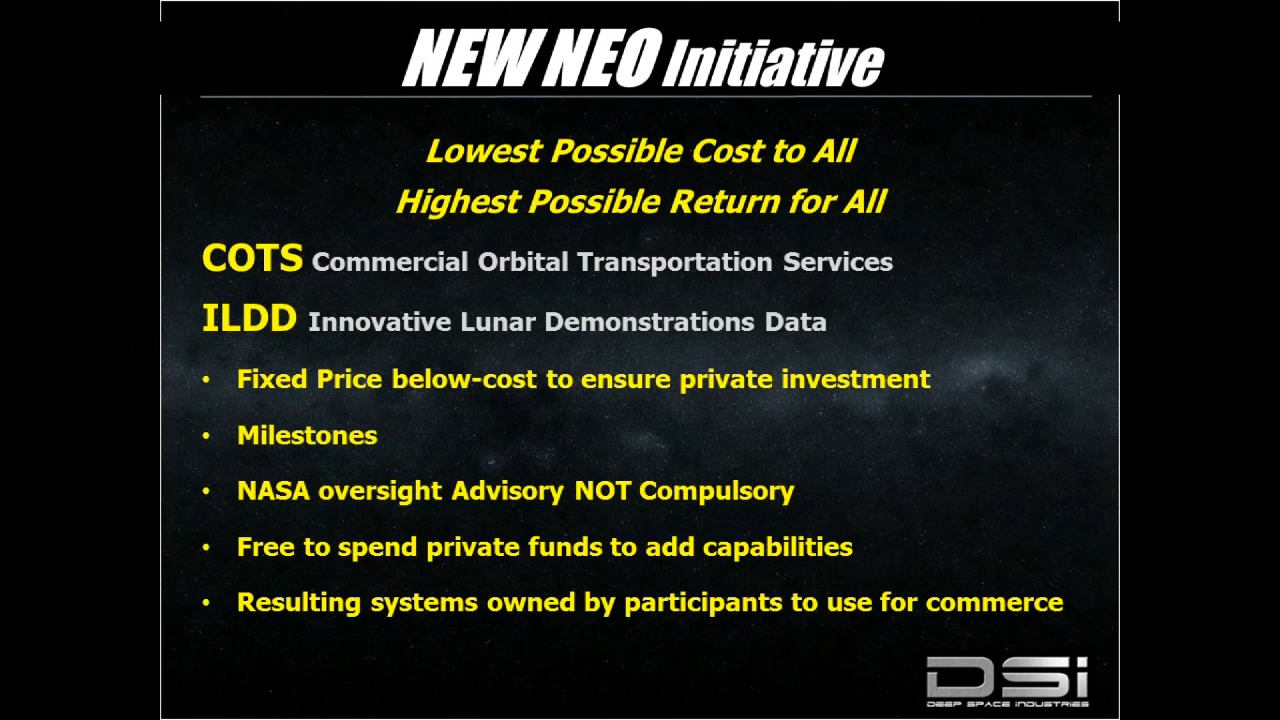 NEW NEO Initiative
Lowest Possible Cost to All
Highest Possible Return for All
COTS Commercial Orbital Transportation Services
ILDD Innovative Lunar Demonstrations Data
• Fixed Price below-cost to ensure private investment
• Milestones
• NASA oversight Advisory NOT Compulsory
• Free to spend private funds to add capabilities
• Resulting systems owned by participants to use for commerce
DSi
DEEP SPACE iNDUSTRiES